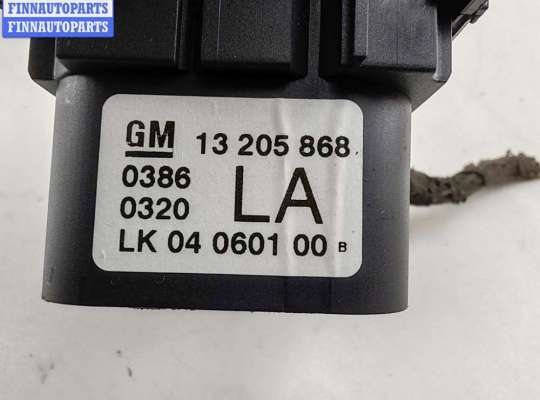 FINNAUTOPARTS
FINNAUTOPARTS
GM 13 205 868
0386
0320 LA
LK 04 0601 00 B